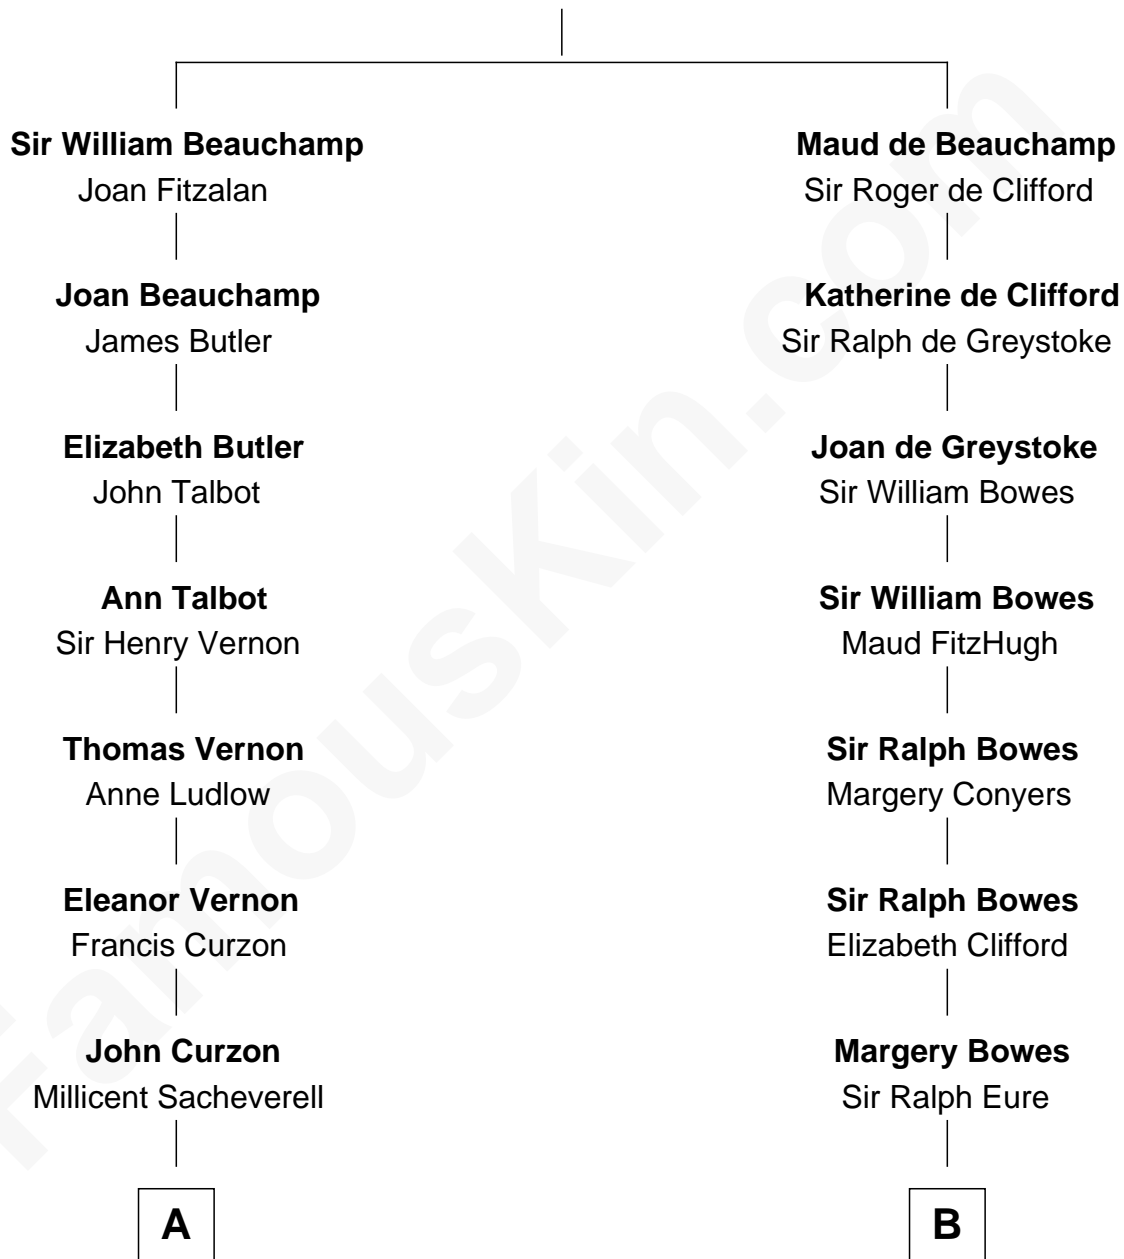 Sir William Beauchamp
Joan Fitzalan
Joan Beauchamp
James Butler
Elizabeth Butler
John Talbot
Ann Talbot
Sir Henry Vernon
Thomas Vernon
Anne Ludlow
Eleanor Vernon
Francis Curzon
John Curzon
Millicent Sacheverell
A
Maud de Beauchamp
Sir Roger de Clifford
Katherine de Clifford
Sir Ralph de Greystoke
Joan de Greystoke
Sir William Bowes
Sir William Bowes
Maud FitzHugh
Sir Ralph Bowes
Margery Conyers
Sir Ralph Bowes
Elizabeth Clifford
Margery Bowes
Sir Ralph Eure
B
FamousKin.com